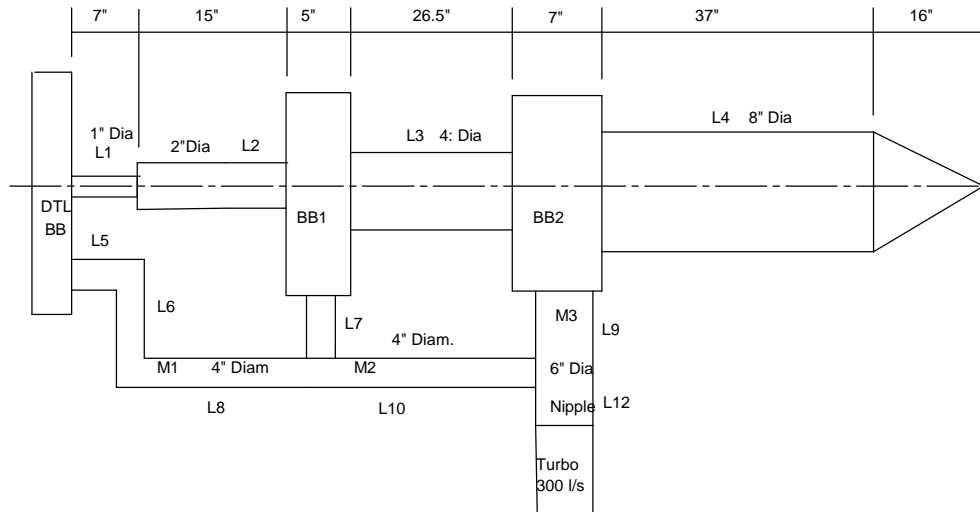 7" 15" 5" 26.5" 7" 37" 16"
1" Dia
L1
2"Dia L2
L3 4: Dia
L4 8" Dia
DTL
BB
BB1
BB2
L5
L6
L7
4" Diam.
M3
L9
M1 4" Diam M2
6" Dia
L8
L10
Nipple L12
Turbo
300 l/s